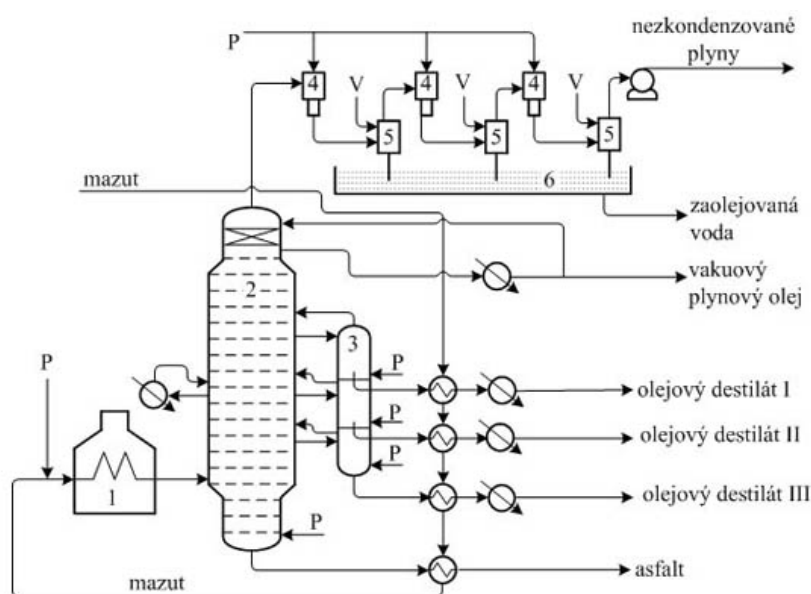 nezkondenzované
plyny
P
4
4
4
V
V
V
5
5
5
6
mazut
zaolejovaná
voda
2
vakuový
plynový olej
3
P
P
olejový destilát I
P
olejový destilát II
P
1
olejový destilát III
P
asfalt
mazut